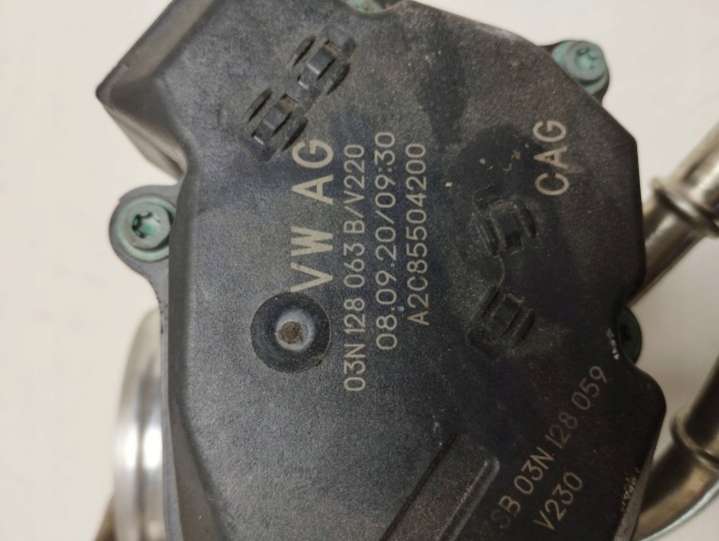 VW AG
03N 128 063 B/V220
08.09.20/09:30
A2C85504200
CAG
SB 03N 128 059
V230